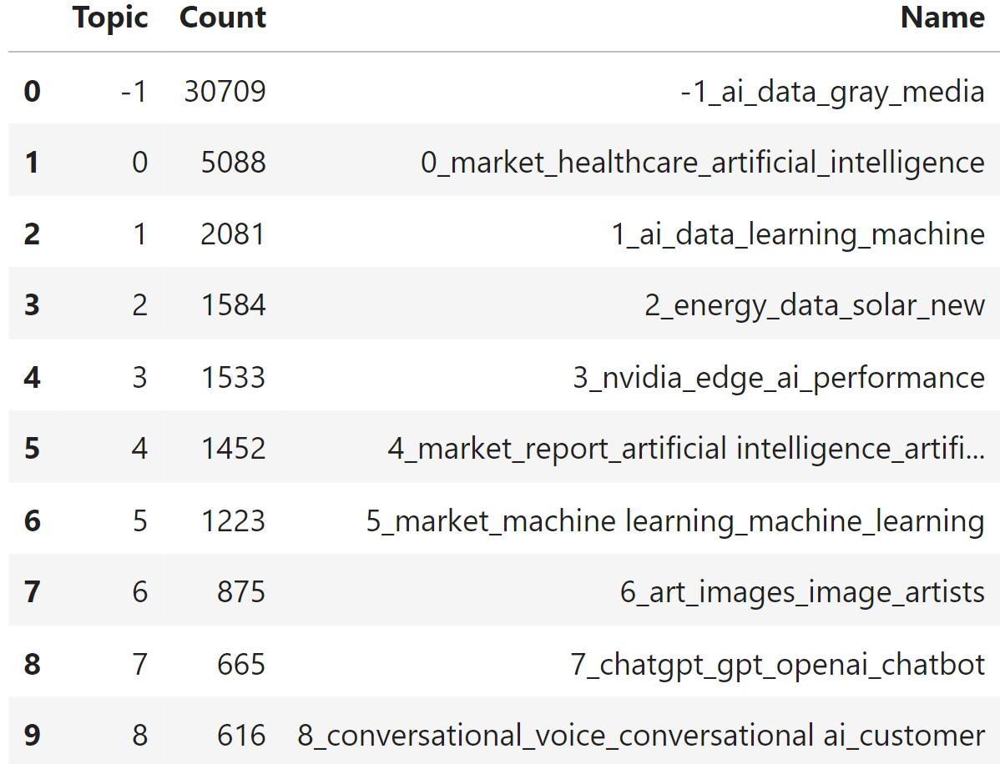 Topic Count Name
0 -1 30709 -1_ai_data_gray_media
1 0 5088 0_market_healthcare_artificial_intelligence
2 1 2081 1_ai_data_learning_machine
3 2 1584 2_energy_data_solar_new
4 3 1533 3_nvidia_edge_ai_performance
5 4 1452 4_market_report_artificial intelligence_artifi...
6 5 1223 5_market_machine learning_machine_learning
7 6 875 6_art_images_image_artists
8 7 665 7_chatgpt_gpt_openai_chatbot
9 8 616 8_conversational_voice_conversational ai_customer